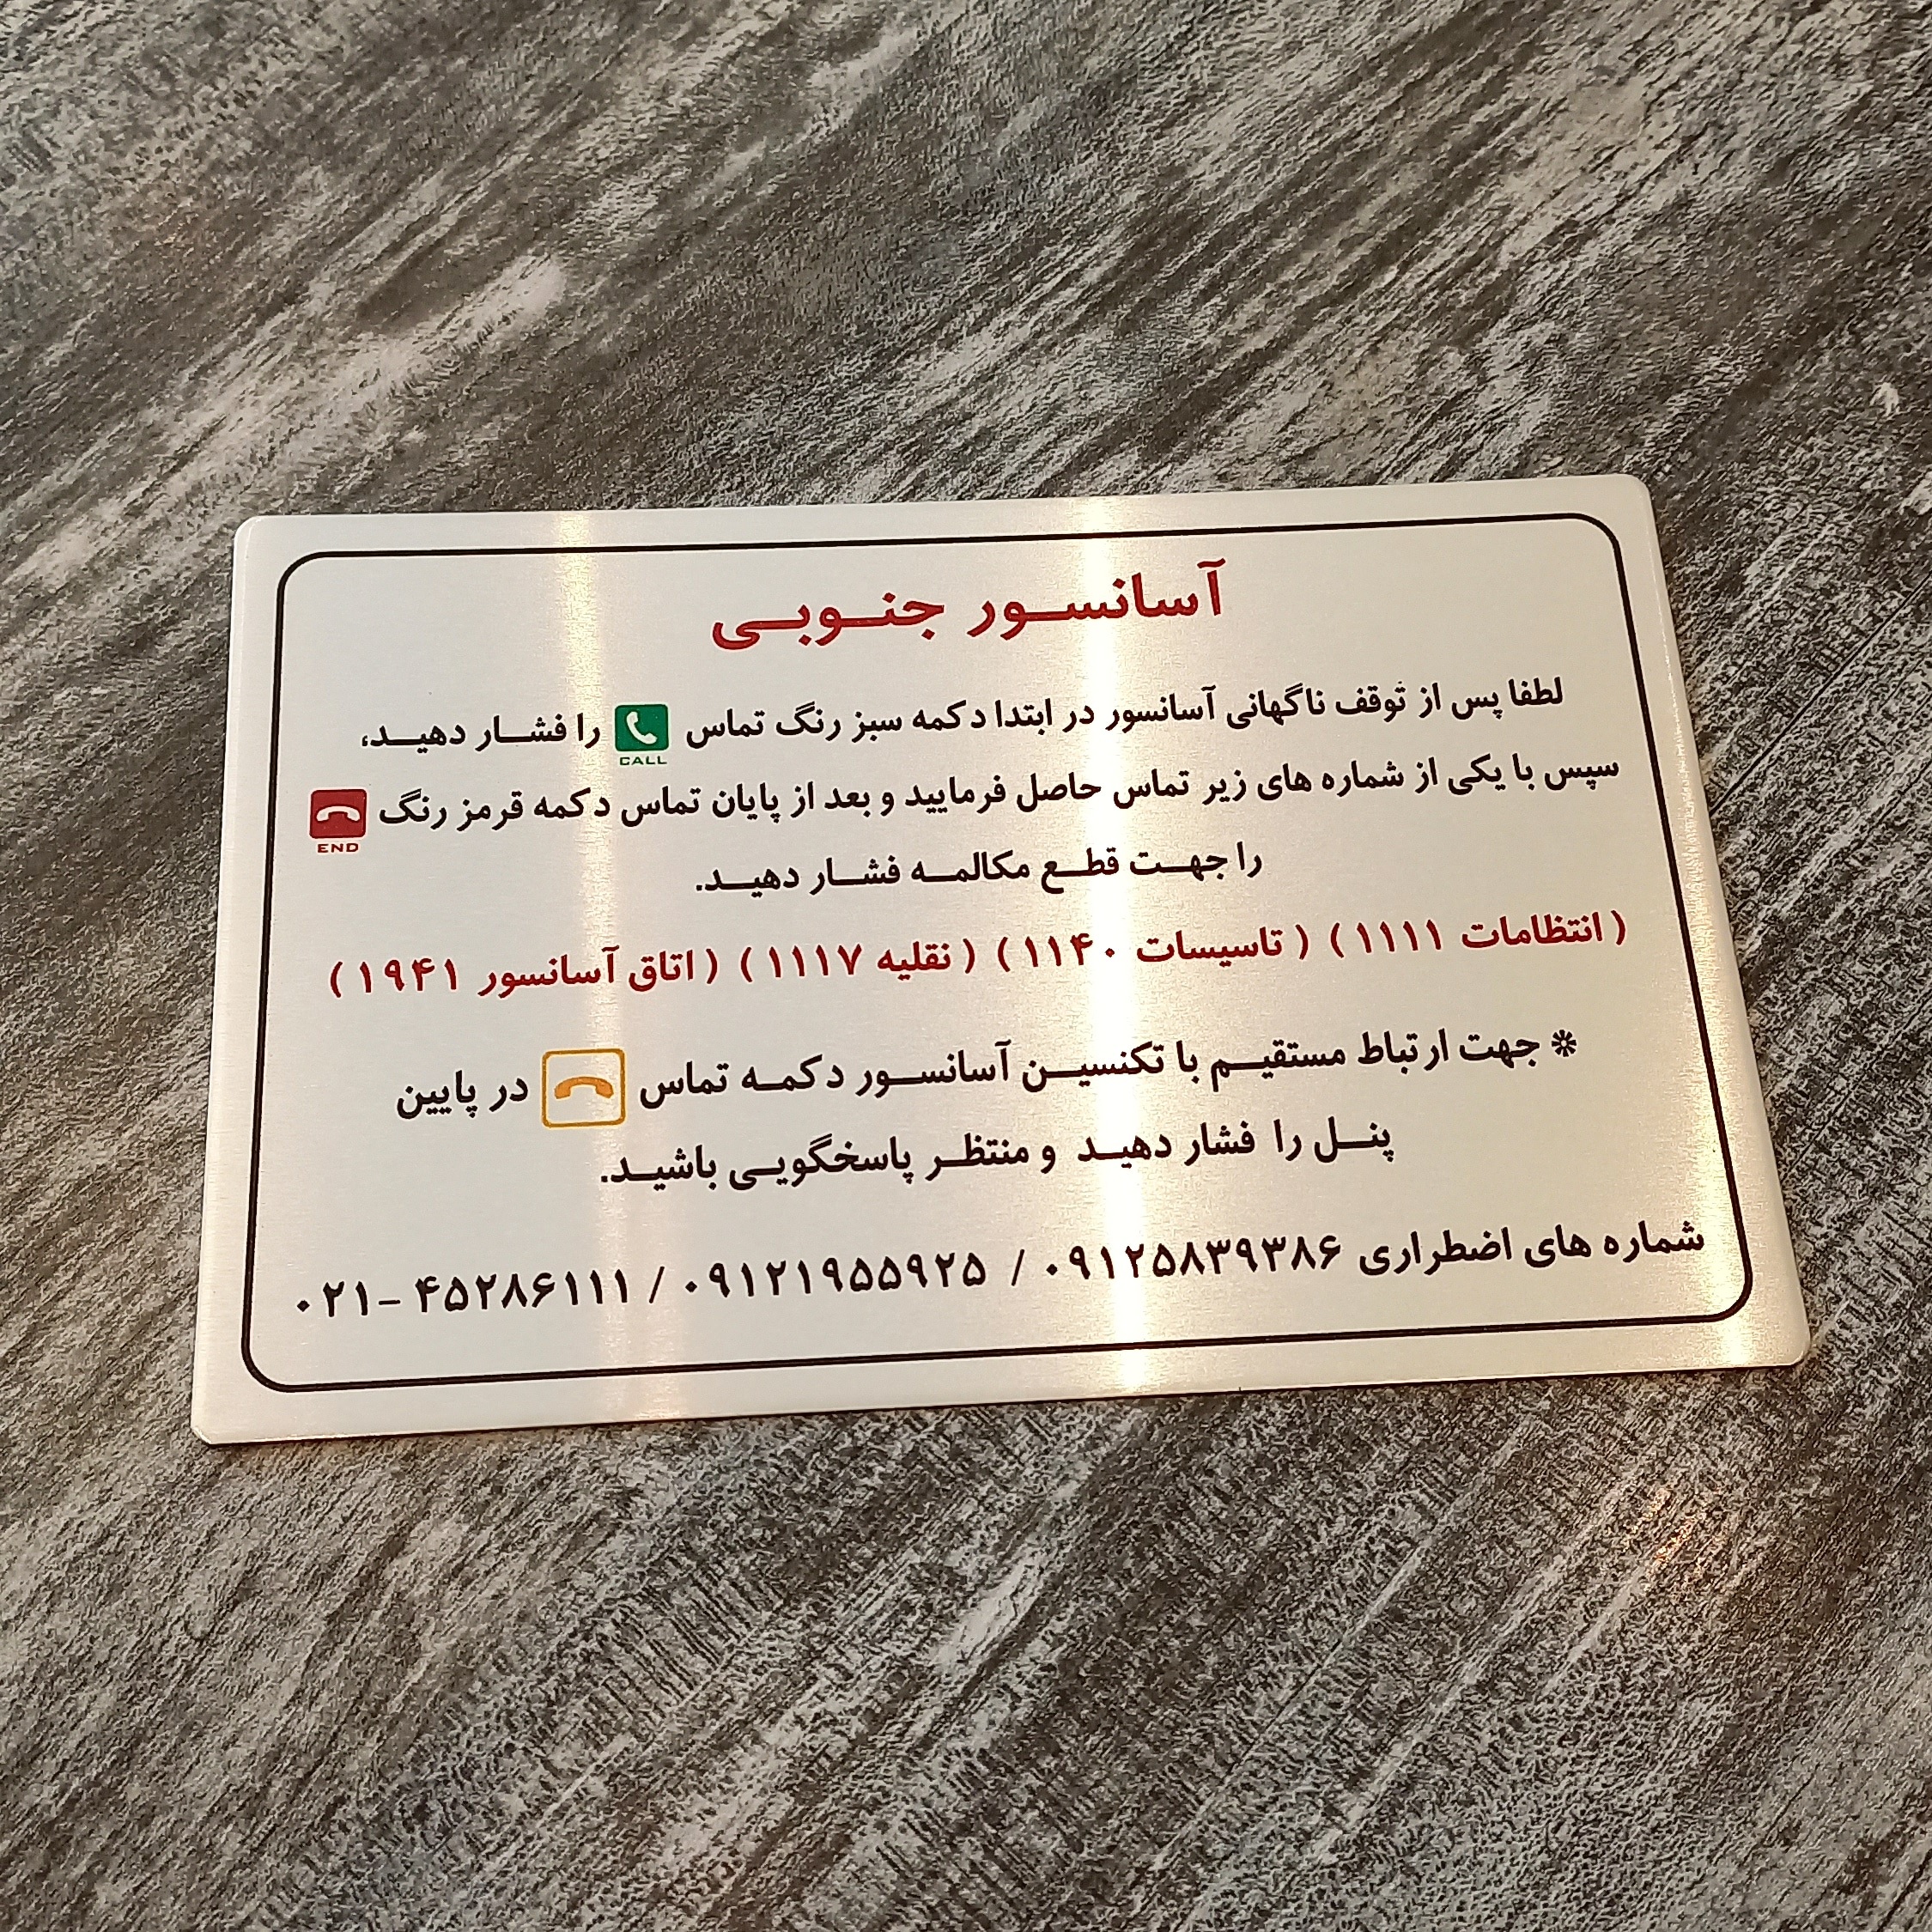 آسانسور جنوبی
لطفا پس از توقف ناگهانی آسانسور در ابتدا دکمه سبز رنگ تماس CALL را فشار دهید،
سپس با یکی از شماره های زیر تماس حاصل فرمایید و بعد از پایان تماس دکمه قرمز رنگ END
را جهت قطع مکالمه فشار دهید.
( انتظامات ۱۱۱۱ ) ( تاسیسات ۱۱۴۰ ) ( نقلیه ۱۱۱۷ ) ( اتاق آسانسور ۱۹۴۱ )
* جهت ارتباط مستقیم با تکنسین آسانسور دکمه تماس در پایین
پنل را فشار دهید و منتظر پاسخگویی باشید.
شماره های اضطراری ۰۹۱۲۵۸۳۹۳۸۶ / ۰۹۱۲۱۹۵۵۹۲۵ / ۴۵۲۸۶۱۱۱ -۰۲۱